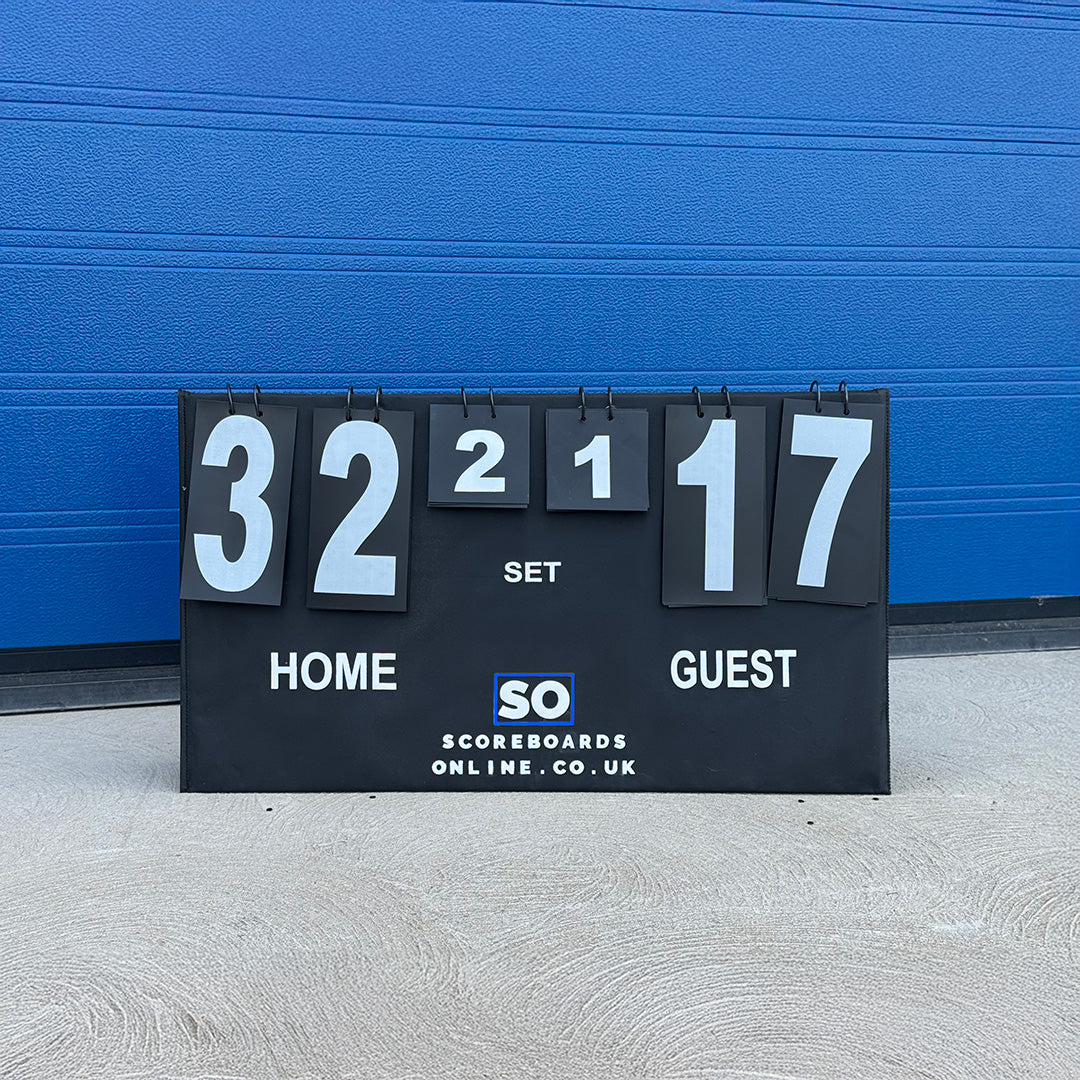 32 2 1 17
SET
HOME GUEST
SO
SCOREBOARDS
ONLINE.CO.UK